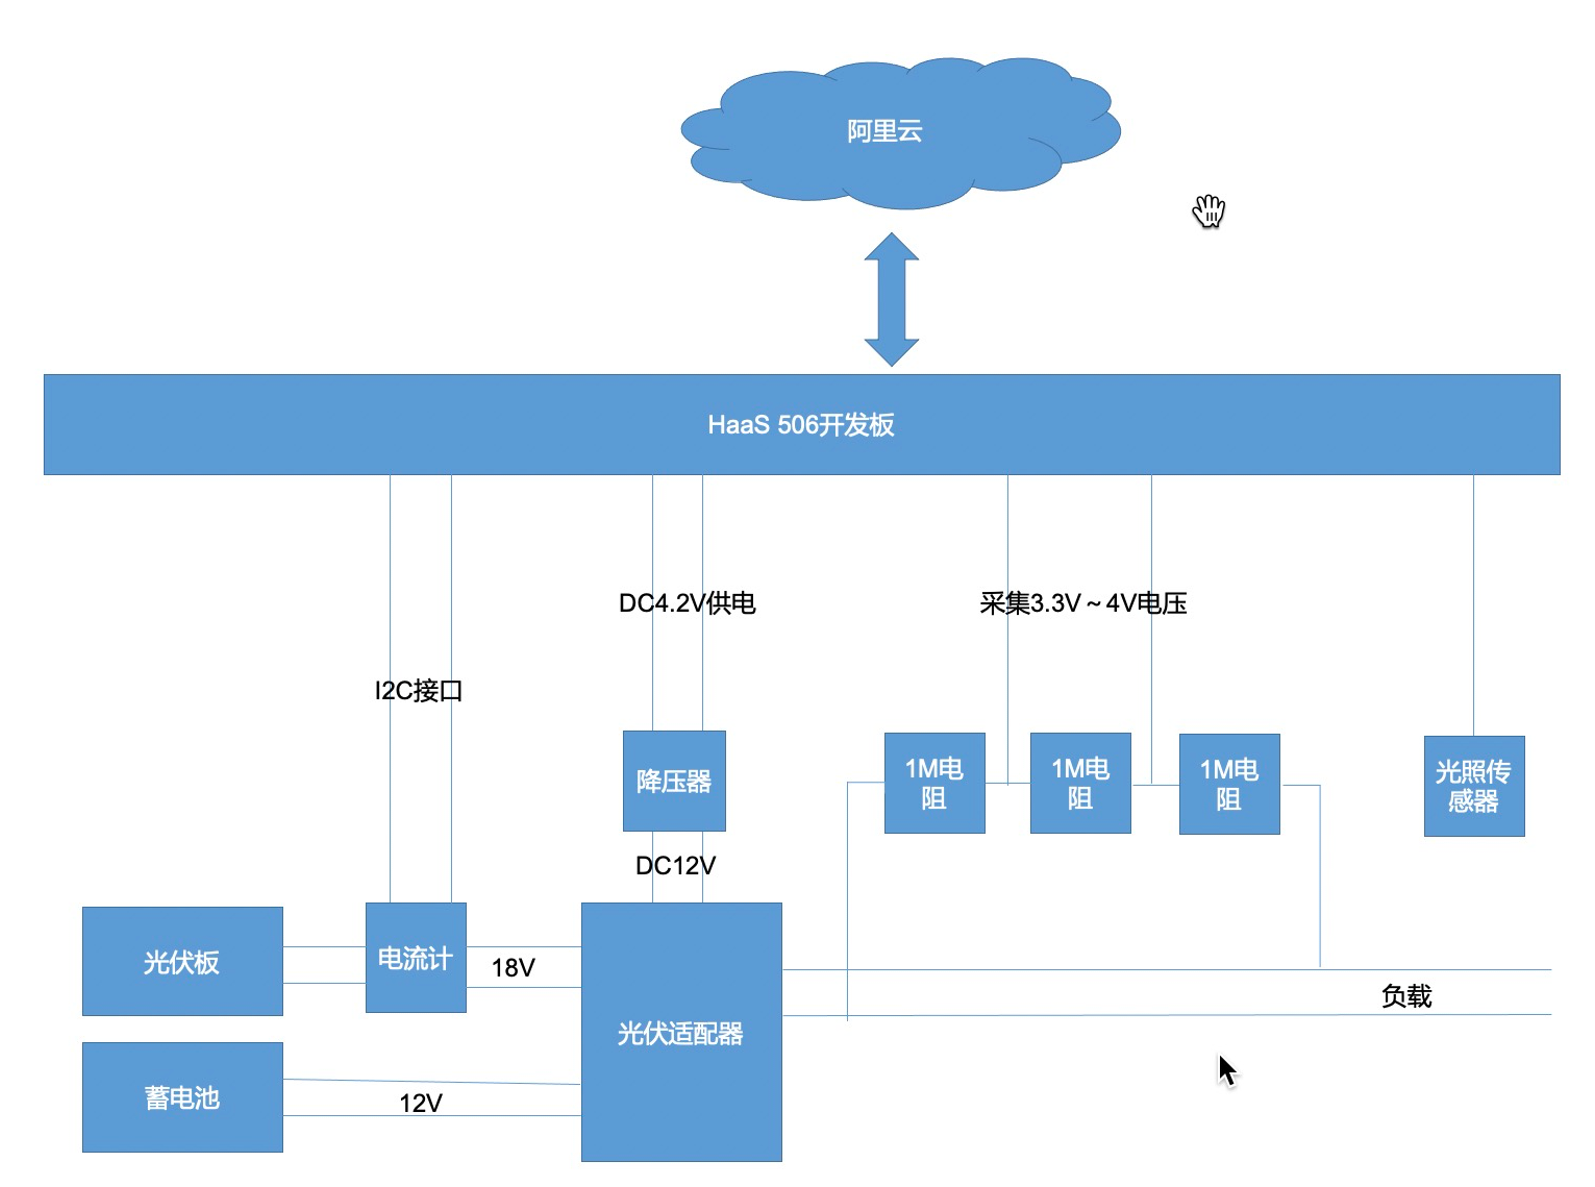 阿里云
HaaS 506开发板
DC4.2V供电
采集3.3V～4V电压
I2C接口
降压器
1M电
阻
1M电
阻
1M电
阻
光照传
感器
DC12V
光伏板
电流计
18V
光伏适配器
负载
蓄电池
12V